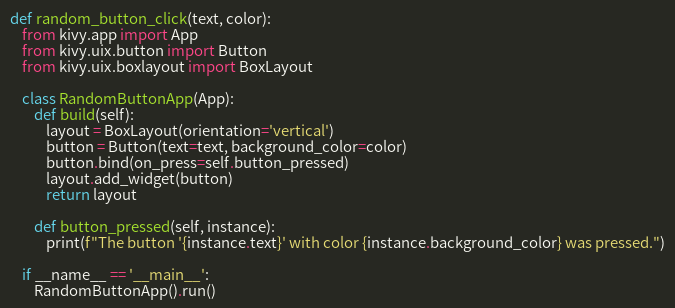 def random_button_click(text, color):
    from kivy.app import App
    from kivy.uix.button import Button
    from kivy.uix.boxlayout import BoxLayout

    class RandomButtonApp(App):
        def build(self):
            layout = BoxLayout(orientation='vertical')
            button = Button(text=text, background_color=color)
            button.bind(on_press=self.button_pressed)
            layout.add_widget(button)
            return layout

        def button_pressed(self, instance):
            print(f"The button '{instance.text}' with color {instance.background_color} was pressed.")

    if __name__ == '__main__':
        RandomButtonApp().run()